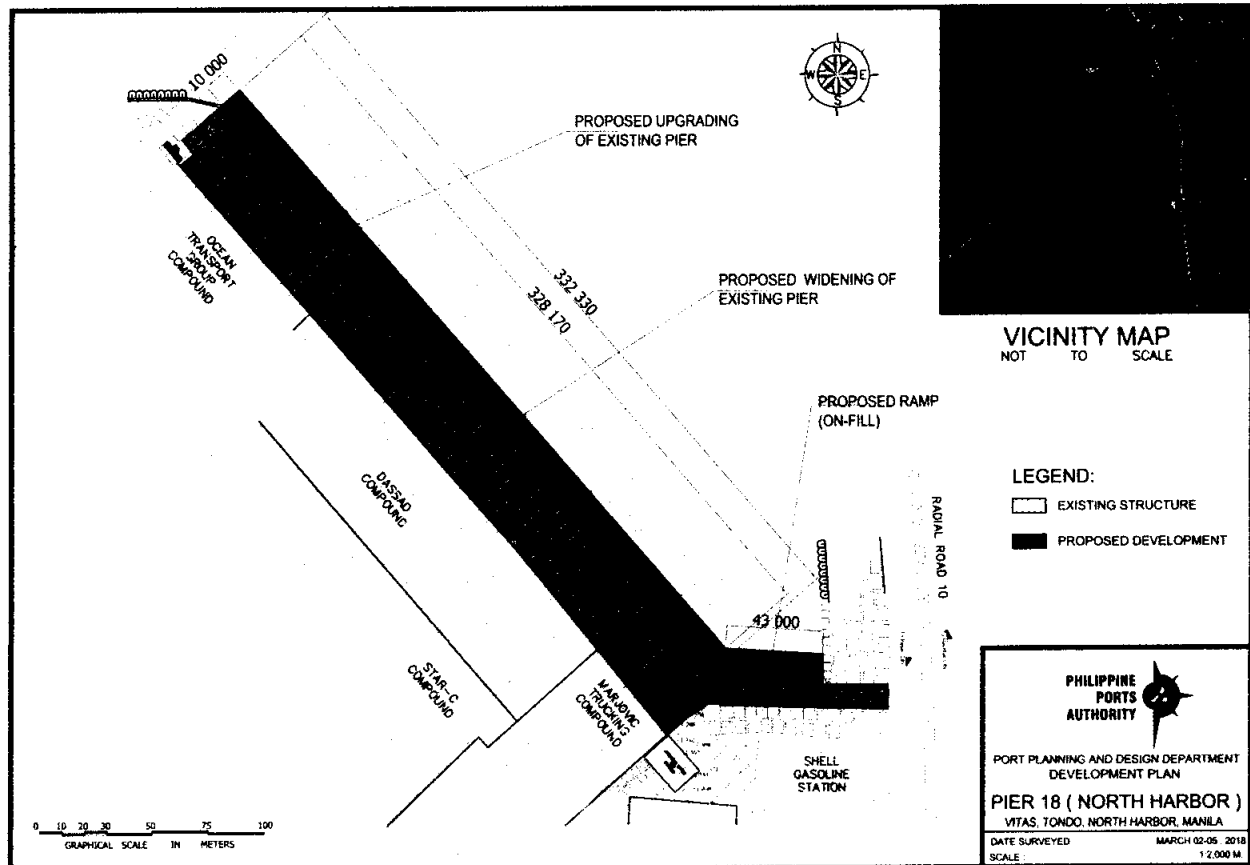 N
W
E
S
10 000
PROPOSED UPGRADING
OF EXISTING PIER
PROPOSED WIDENING OF
EXISTING PIER
332 330
328 170
PROPOSED RAMP
(ON-FILL)
43 000
OCEAN
TRANSPORT
GROUP
COMPOUND
DASSAD
COMPOUND
STAR-C
COMPOUND
MARJOVIC
TRUCKING
COMPOUND
SHELL
GASOLINE
STATION
RADIAL ROAD 10
VICINITY MAP
NOT TO SCALE
LEGEND:
EXISTING STRUCTURE
PROPOSED DEVELOPMENT
0 10 20 30 50 75 100
GRAPHICAL SCALE IN METERS
PHILIPPINE
PORTS
AUTHORITY
PORT PLANNING AND DESIGN DEPARTMENT
DEVELOPMENT PLAN
PIER 18 ( NORTH HARBOR )
VITAS, TONDO, NORTH HARBOR, MANILA
DATE SURVEYED MARCH 02-05, 2018
SCALE : 1:2,000 M.